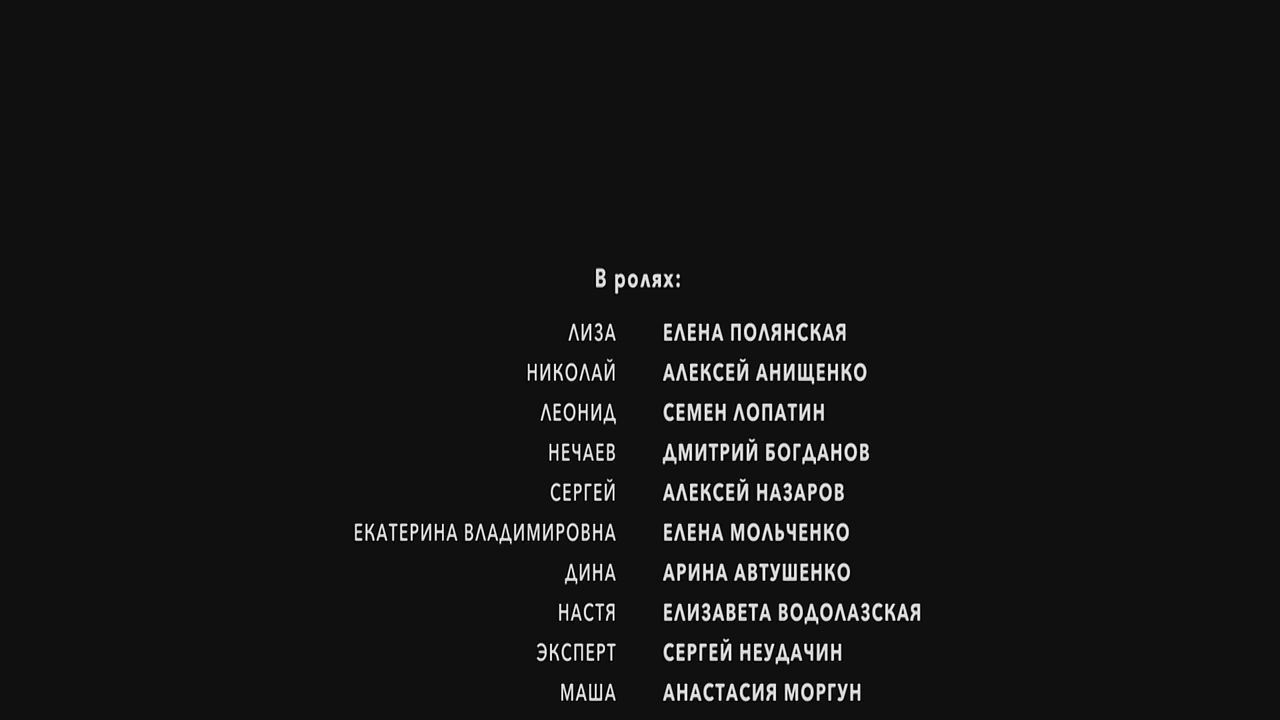 В ролях:
ЛИЗА ЕЛЕНА ПОЛЯНСКАЯ
НИКОЛАЙ АЛЕКСЕЙ АНИЩЕНКО
ЛЕОНИД СЕМЕН ЛОПАТИН
НЕЧАЕВ ДМИТРИЙ БОГДАНОВ
СЕРГЕЙ АЛЕКСЕЙ НАЗАРОВ
ЕКАТЕРИНА ВЛАДИМИРОВНА ЕЛЕНА МОЛЬЧЕНКО
ДИНА АРИНА АВТУШЕНКО
НАСТЯ ЕЛИЗАВЕТА ВОДОЛАЗСКАЯ
ЭКСПЕРТ СЕРГЕЙ НЕУДАЧИН
МАША АНАСТАСИЯ МОРГУН